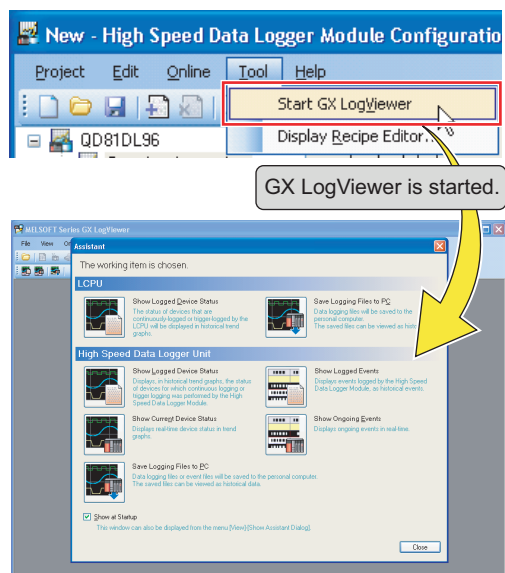 New - High Speed Data Logger Module Configuratio
Project Edit Online Tool Help
Start GX LogViewer
QD81DL96
Display Recipe Editor...
GX LogViewer is started.
MELSOFT Series GX LogViewer
File View On
Assistant
The working item is chosen.
LCPU
Show Logged Device Status
The status of devices that are
continuously-logged or trigger-logged by the
LCPU will be displayed in historical trend
graphs.
Save Logging Files to PC
Data logging files will be saved to the
personal computer.
The saved files can be viewed as histo
High Speed Data Logger Unit
Show Logged Device Status
Displays, in historical trend graphs, the status
of devices for which continuous logging or
trigger logging was performed by the High
Speed Data Logger Module.
Show Logged Events
Displays events logged by the High Speed
Data Logger Module, as historical events.
Show Current Device Status
Displays real-time device status in trend
graphs.
Show Ongoing Events
Displays ongoing events in real-time.
Save Logging Files to PC
Data logging files or event files will be saved to the personal computer.
The saved files can be viewed as historical data.
Show at Startup
This window can also be displayed from the menu [View]-[Show Assistant Dialog].
Close